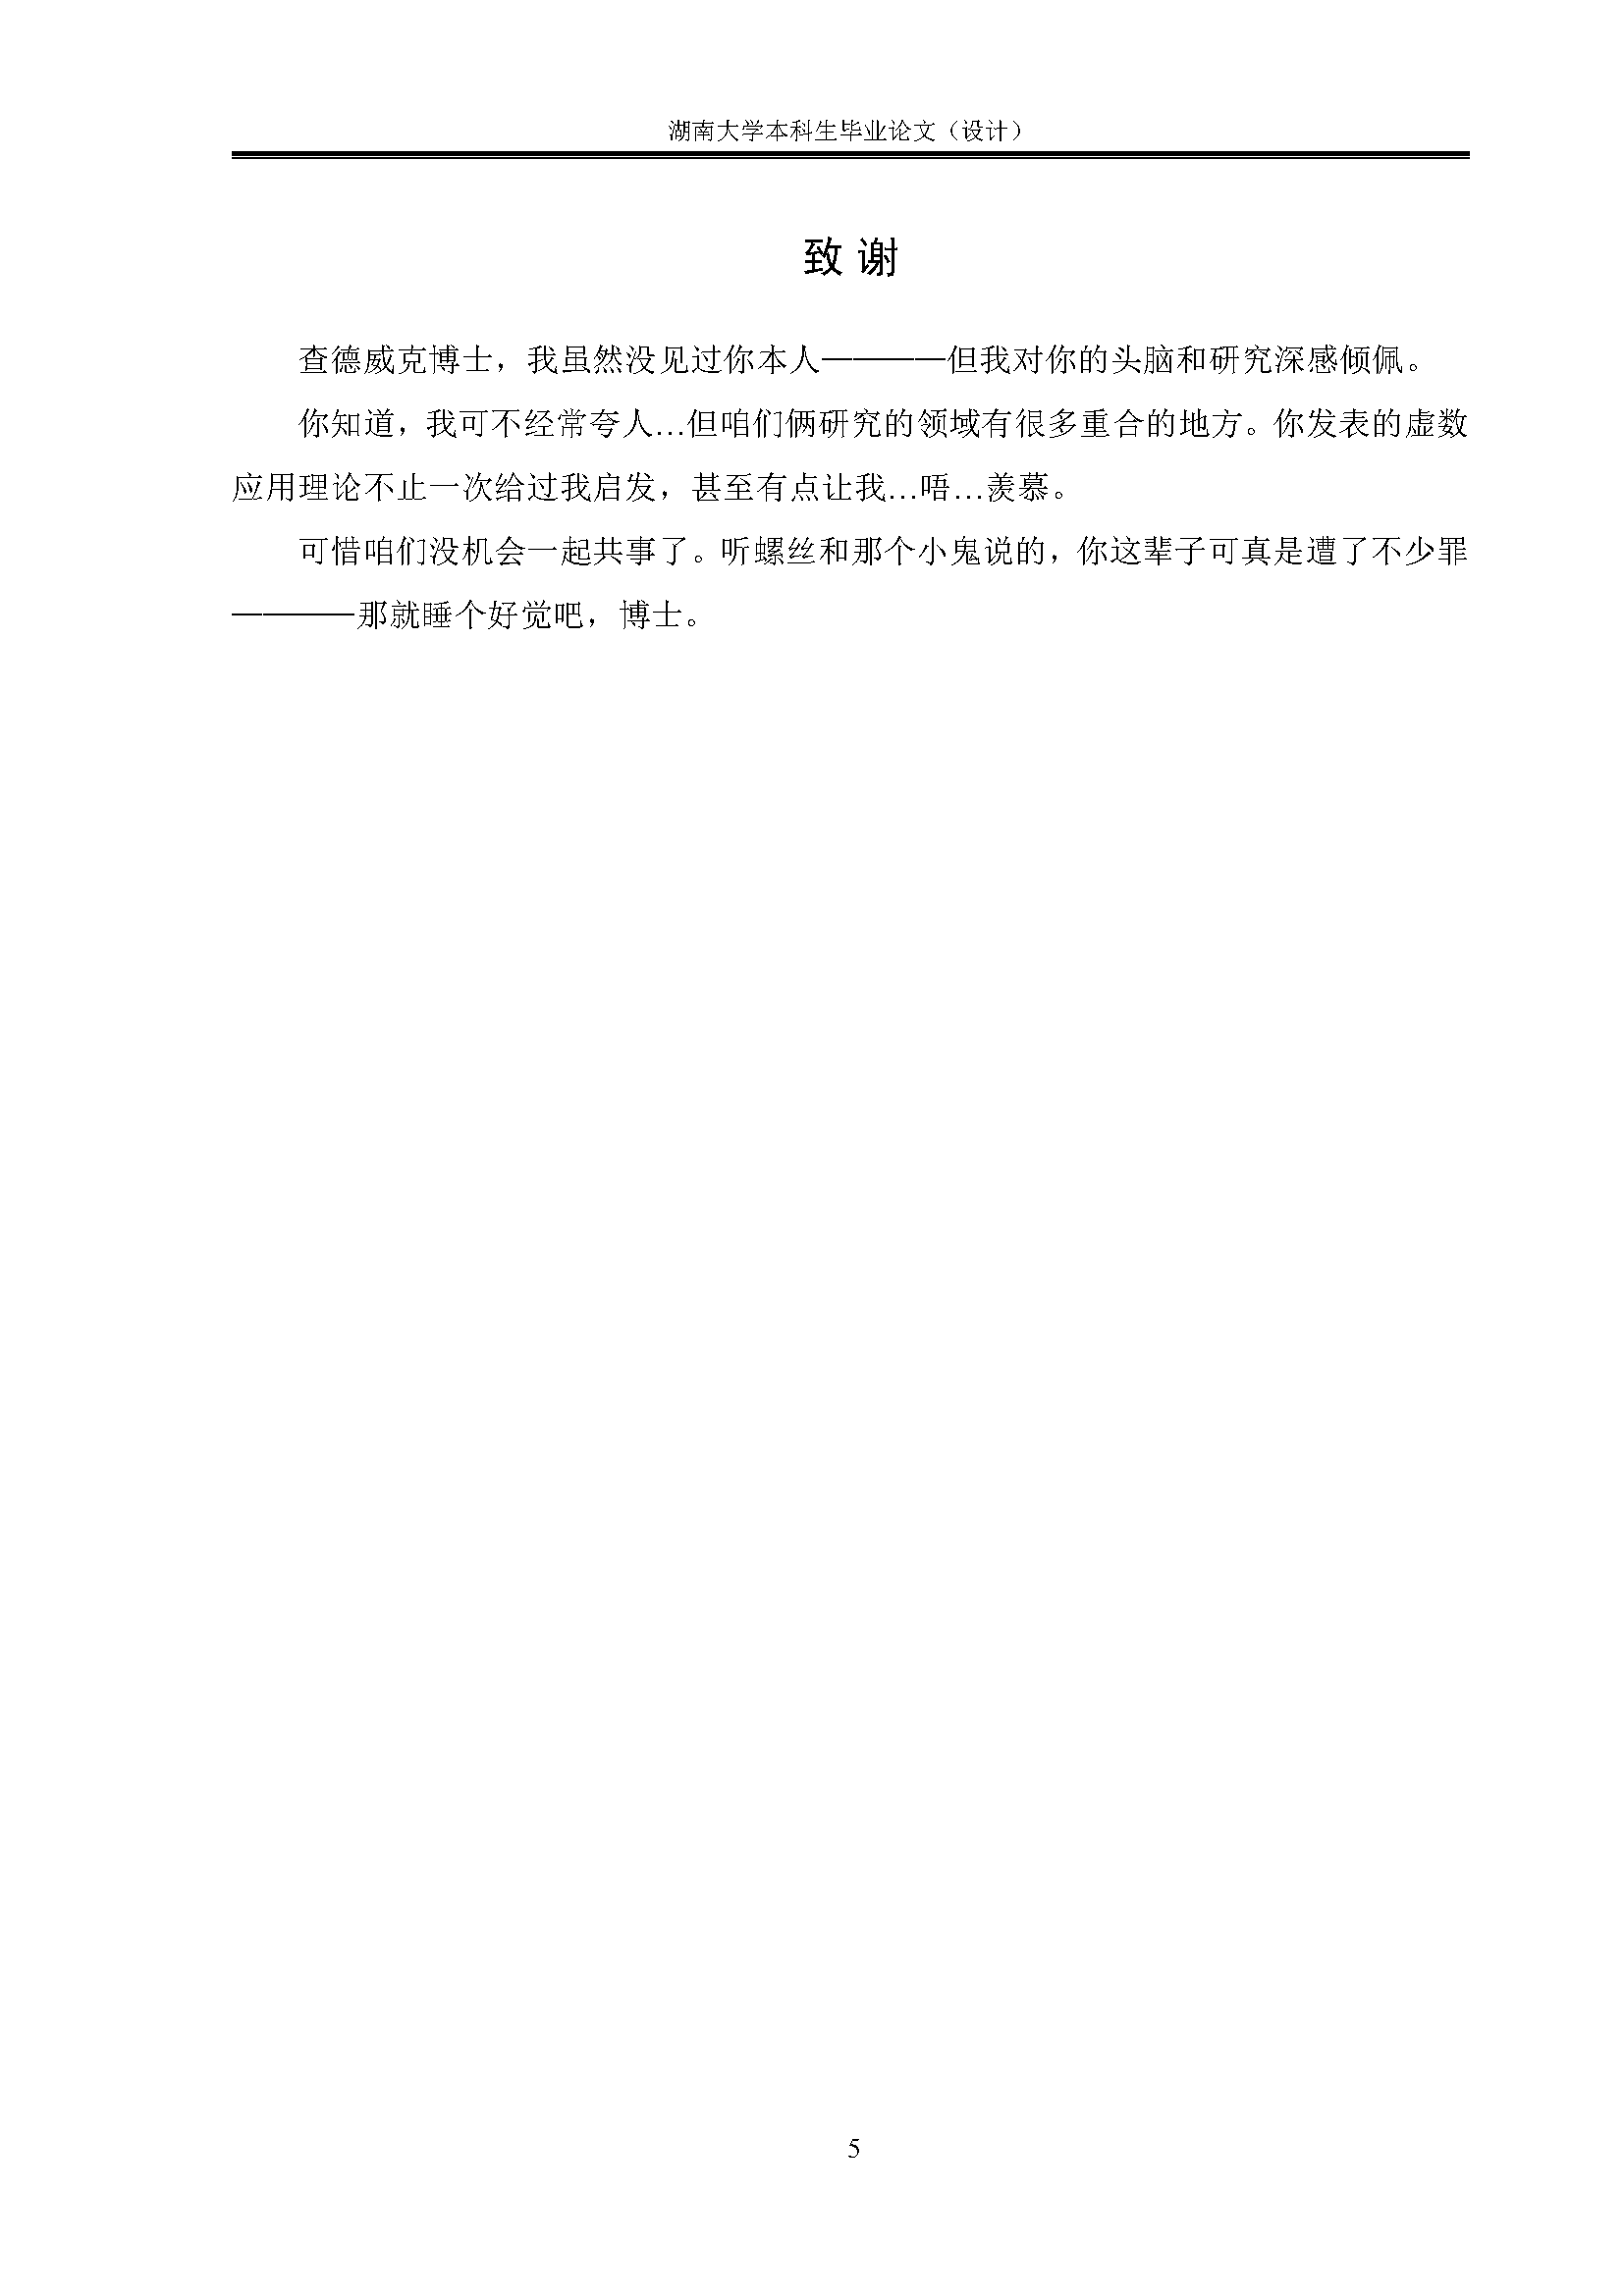 湖南大学本科生毕业论文（设计）
致 谢
查德威克博士，我虽然没见过你本人————但我对你的头脑和研究深感倾佩。
你知道，我可不经常夸人…但咱们俩研究的领域有很多重合的地方。你发表的虚数
应用理论不止一次给过我启发，甚至有点让我…唔…羡慕。
可惜咱们没机会一起共事了。听螺丝和那个小鬼说的，你这辈子可真是遭了不少罪
————那就睡个好觉吧，博士。
5